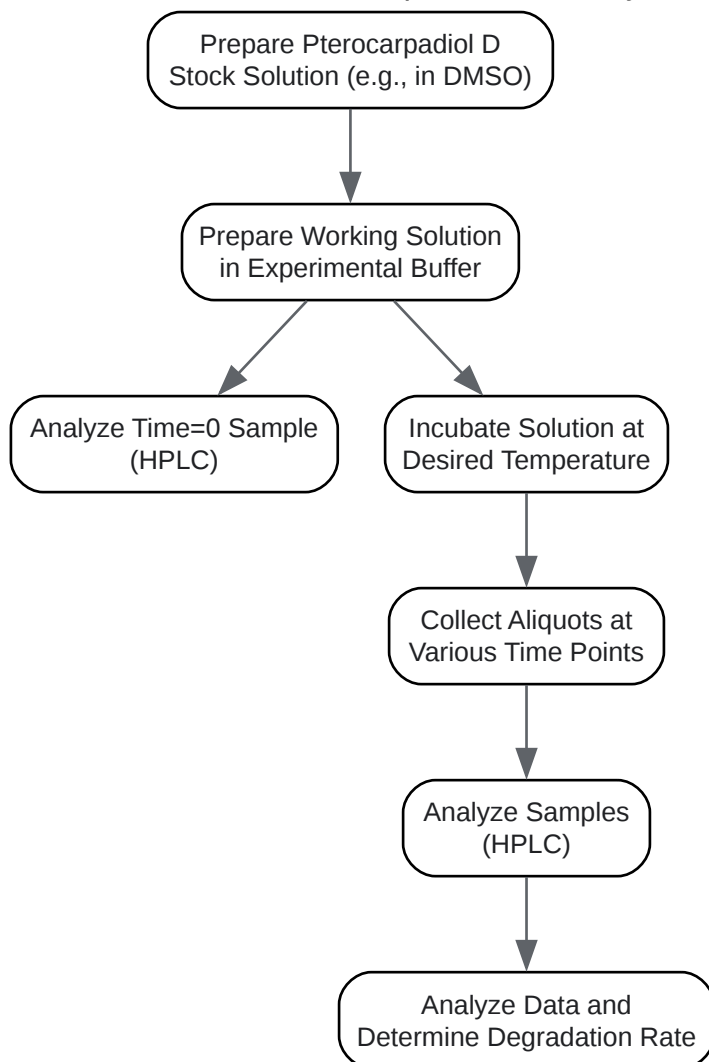 Prepare Pterocarpadiol D
Stock Solution (e.g., in DMSO)
Prepare Working Solution
in Experimental Buffer
Analyze Time=0 Sample
(HPLC)
Incubate Solution at
Desired Temperature
Collect Aliquots at
Various Time Points
Analyze Samples
(HPLC)
Analyze Data and
Determine Degradation Rate